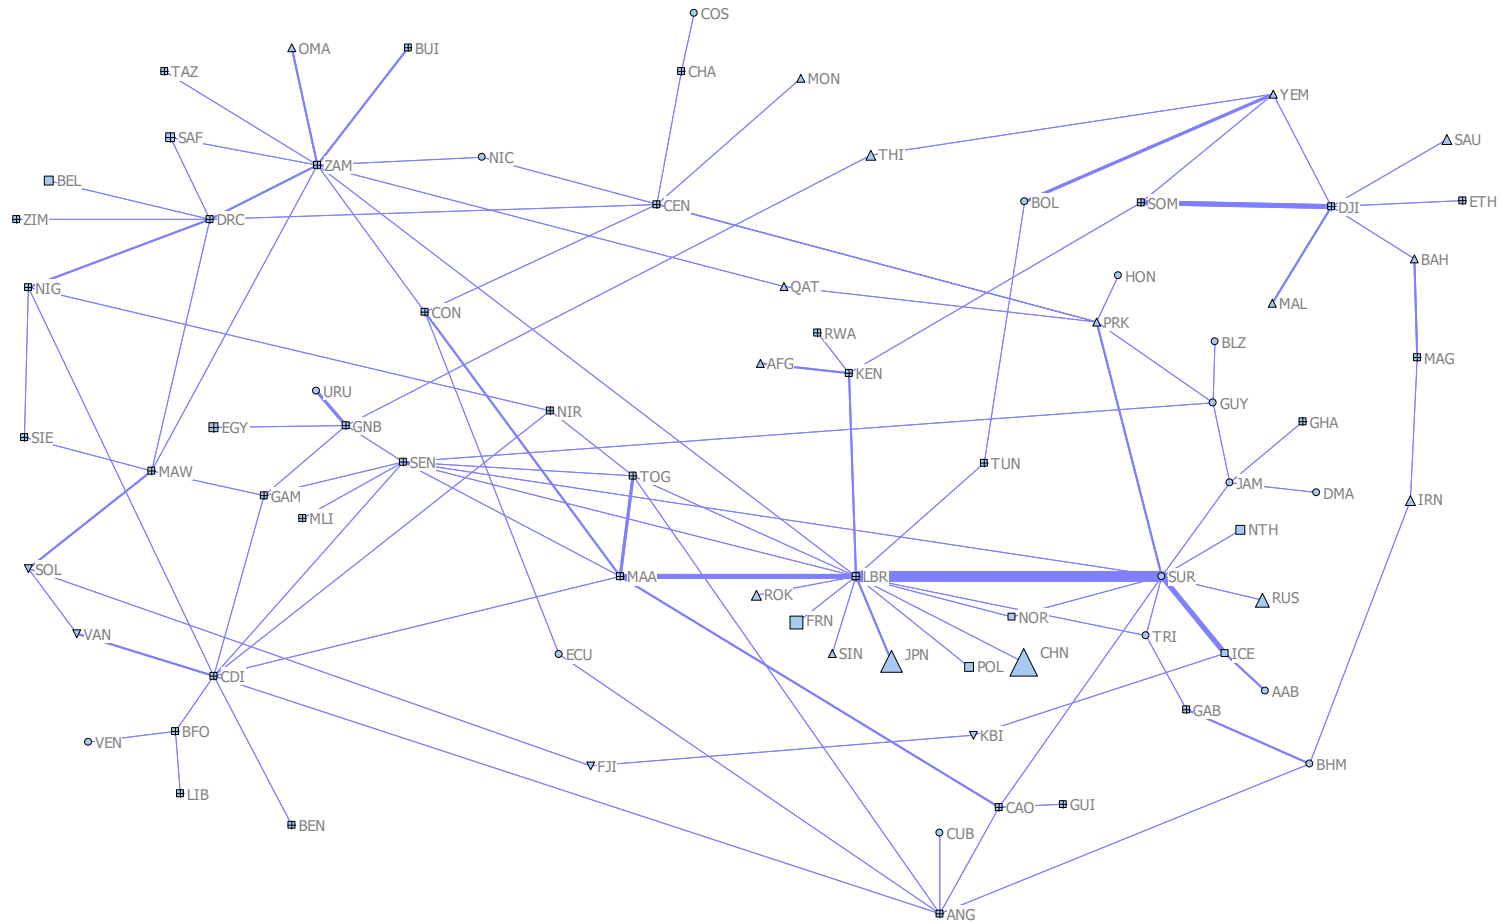 COS
OMA
BUI
TAZ
CHA
MON
YEM
SAF
SAU
ZAM
NIC
THI
BEL
BOL
SOM
DJI
ETH
ZIM
DRC
CEN
BAH
HON
NIG
QAT
MAL
CON
PRK
RWA
BLZ
MAG
AFG
KEN
URU
GUY
NIR
EGY
GNB
GHA
SIE
SEN
TUN
MAW
TOG
JAM
DMA
GAM
IRN
MLI
NTH
SOL
MAA
LBR
SUR
ROK
RUS
FRN
NOR
VAN
TRI
ECU
SIN
JPN
CHN
ICE
POL
CDI
AAB
GAB
BFO
KBI
VEN
FJI
BHM
LIB
CAO
GUI
BEN
CUB
ANG